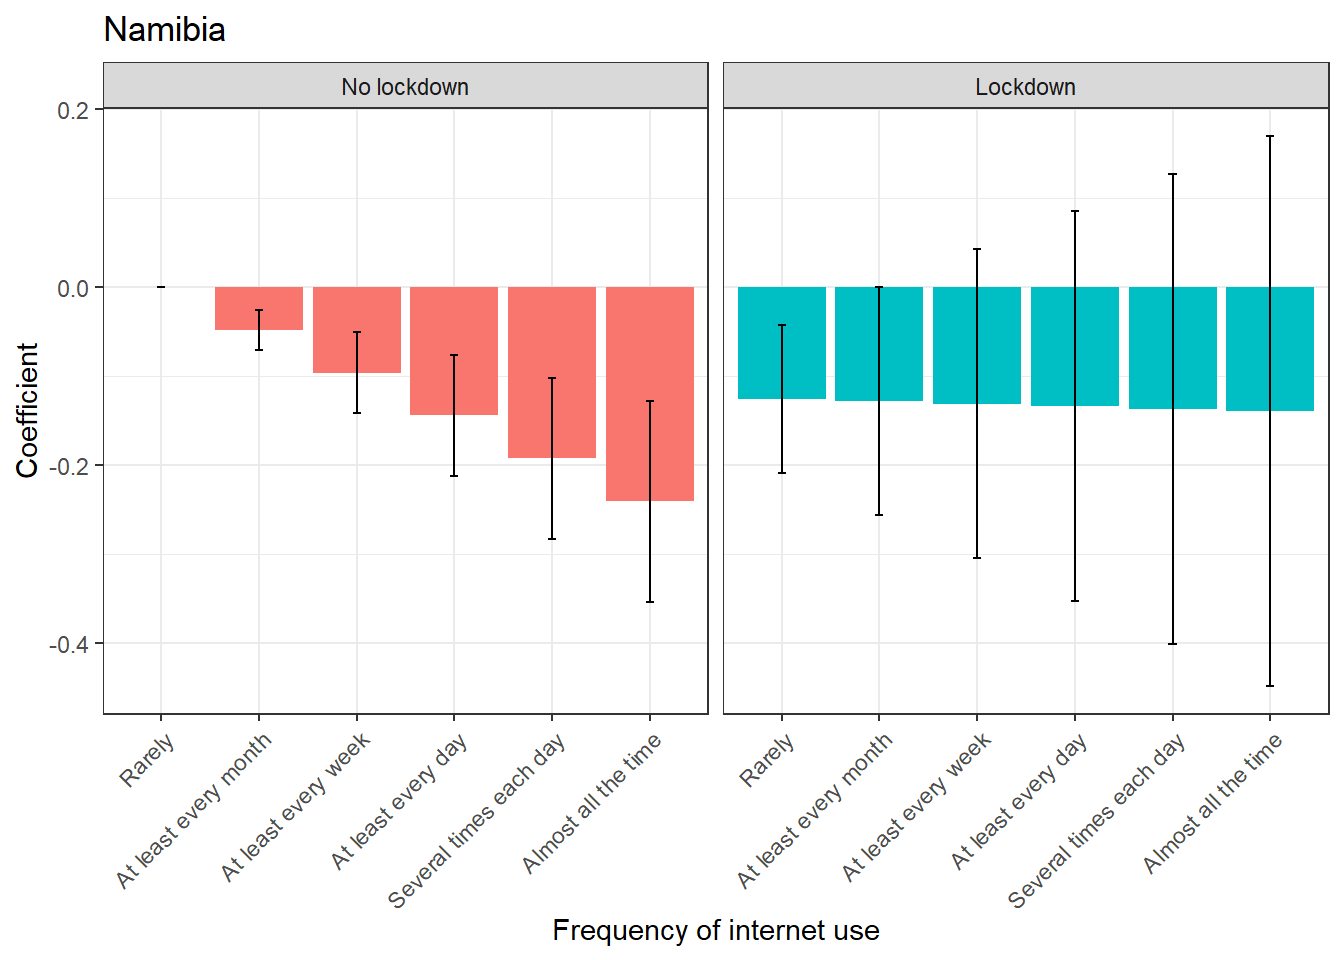 Namibia
No lockdown
Lockdown
Coefficient
0.2
0.0
-0.2
-0.4
Rarely
At least every month
At least every week
At least every day
Several times each day
Almost all the time
Rarely
At least every month
At least every week
At least every day
Several times each day
Almost all the time
Frequency of internet use